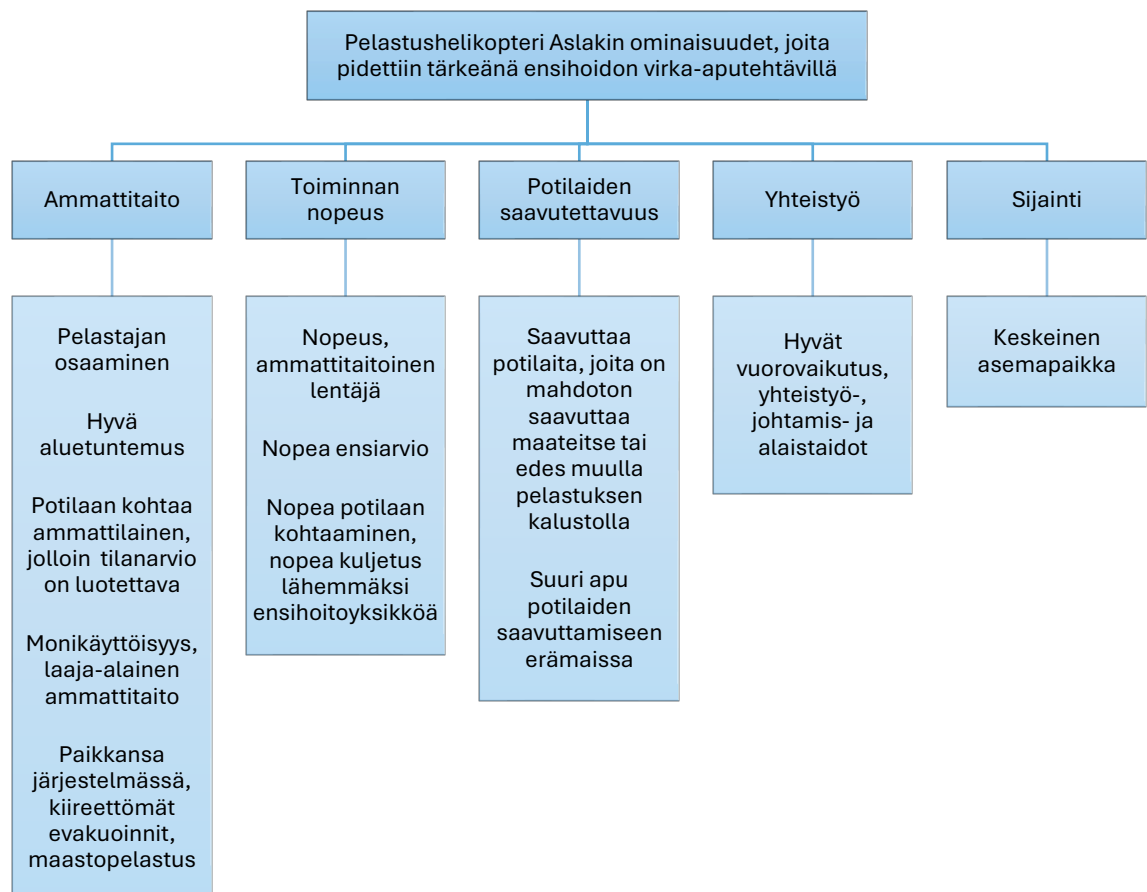 Pelastushelikopteri Aslakin ominaisuudet, joita
pidettiin tärkeänä ensihoidon virka-aputehtävillä
Ammattitaito
Toiminnan
nopeus
Potilaiden
saavutettavuus
Yhteistyö
Sijainti
Pelastajan
osaaminen
Hyvä
aluetuntemus
Potilaan kohtaa
ammattilainen,
jolloin tilanarvio
on luotettava
Monikäyttöisyys,
laaja-alainen
ammattitaito
Paikkansa
järjestelmässä,
kiireettömät
evakuoinnit,
maastopelastus
Nopeus,
ammattitaitoinen
lentäjä
Nopea ensiarvio
Nopea potilaan
kohtaaminen,
nopea kuljetus
lähemmäksi
ensihoitoyksikköä
Saavuttaa
potilaita, joita on
mahdoton
saavuttaa
maateitse tai
edes muulla
pelastuksen
kalustolla
Suuri apu
potilaiden
saavuttamiseen
erämaissa
Hyvät
vuorovaikutus,
yhteistyö-,
johtamis- ja
alaistaidot
Keskeinen
asemapaikka